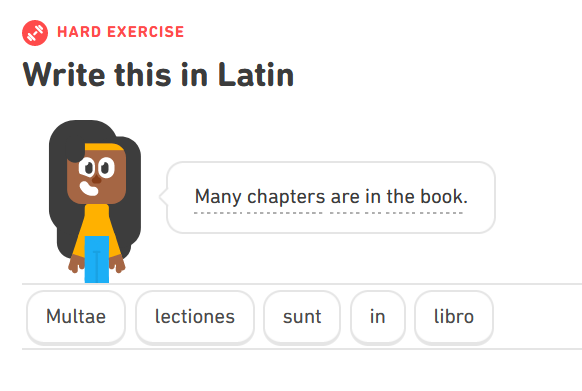 HARD EXERCISE
Write this in Latin
Many chapters are in the book.
Multae lectiones sunt in libro